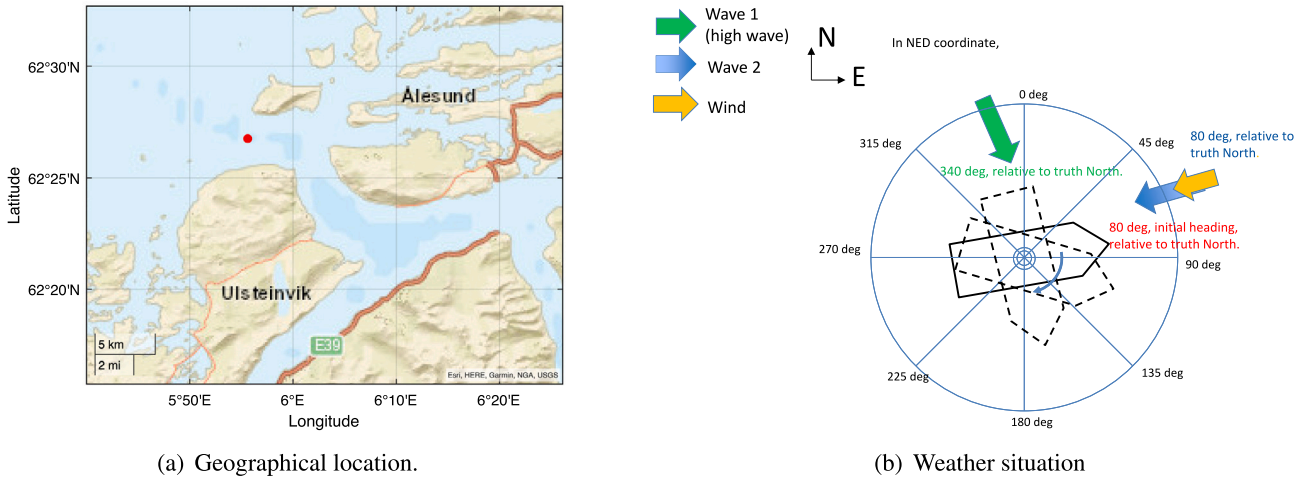 62°30'N
62°25'N
62°20'N
Latitude
Ålesund
Ulsteinvik
E39
5 km
2 mi
Esri, HERE, Garmin, NGA, USGS
5°50'E
6°E
6°10'E
6°20'E
Longitude
(a) Geographical location.
Wave 1
(high wave)
Wave 2
Wind
N
E
In NED coordinate,
0 deg
45 deg
90 deg
135 deg
180 deg
225 deg
270 deg
315 deg
340 deg, relative to truth North.
80 deg, relative to
truth North.
80 deg, initial heading,
relative to truth North.
(b) Weather situation